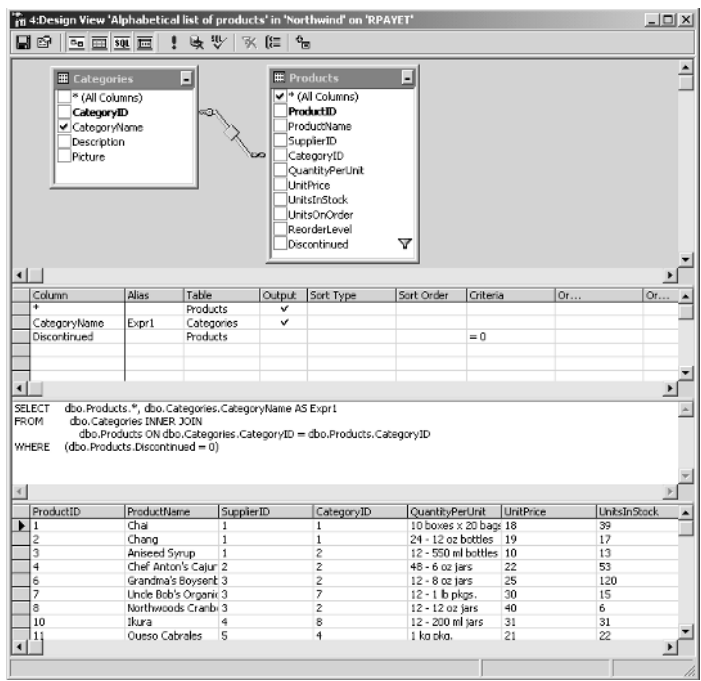 4:Design View 'Alphabetical list of products' in 'Northwind' on 'RPAYET'
SQL
Categories
* (All Columns)
CategoryID
CategoryName
Description
Picture
Products
* (All Columns)
ProductID
ProductName
SupplierID
CategoryID
QuantityPerUnit
UnitPrice
UnitsInStock
UnitsOnOrder
ReorderLevel
Discontinued
Column Alias Table Output Sort Type Sort Order Criteria Or... Or...
* Products
CategoryName Expr1 Categories
Discontinued Products = 0
SELECT dbo.Products.*, dbo.Categories.CategoryName AS Expr1
FROM dbo.Categories INNER JOIN
dbo.Products ON dbo.Categories.CategoryID = dbo.Products.CategoryID
WHERE (dbo.Products.Discontinued = 0)
ProductID ProductName SupplierID CategoryID QuantityPerUnit UnitPrice UnitsInStock
1 Chai 1 1 10 boxes x 20 bags 18 39
2 Chang 1 1 24 - 12 oz bottles 19 17
3 Aniseed Syrup 1 2 12 - 550 ml bottles 10 13
4 Chef Anton's Cajun 2 2 48 - 6 oz jars 22 53
6 Grandma's Boysenb 3 2 12 - 8 oz jars 25 120
7 Uncle Bob's Organic 3 7 12 - 1 lb pkgs. 30 15
8 Northwoods Cranb 3 2 12 - 12 oz jars 40 6
10 Ikura 4 8 12 - 200 ml jars 31 31
11 Queso Cabrales 5 4 1 kg pkg. 21 22